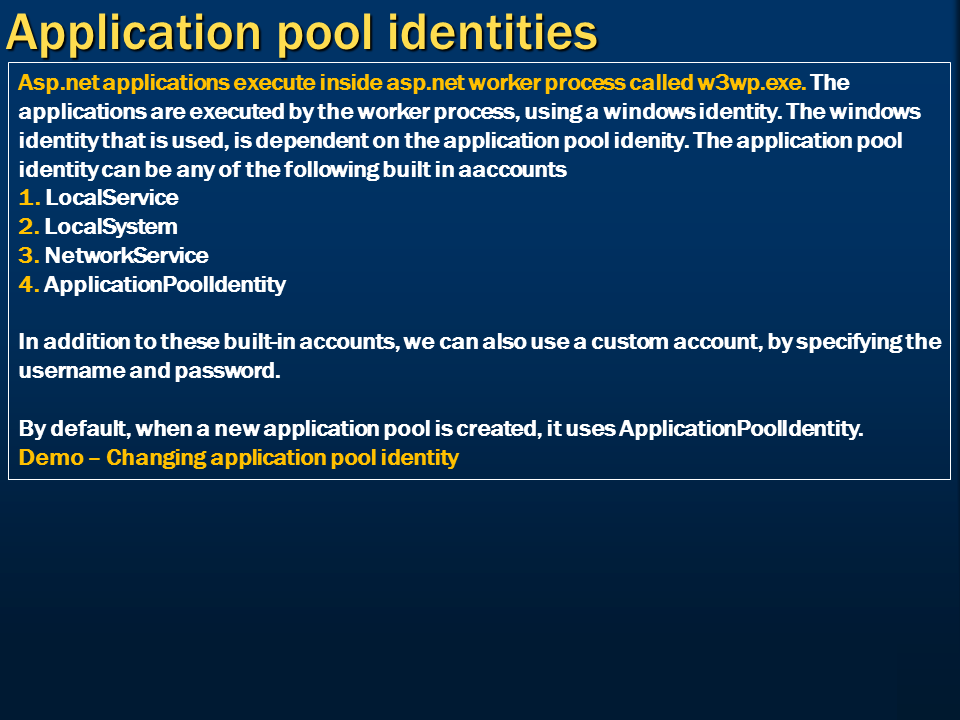 Application pool identities
Asp.net applications execute inside asp.net worker process called w3wp.exe. The
applications are executed by the worker process, using a windows identity. The windows
identity that is used, is dependent on the application pool idenity. The application pool
identity can be any of the following built in aaccounts
1. LocalService
2. LocalSystem
3. NetworkService
4. ApplicationPoolIdentity
In addition to these built-in accounts, we can also use a custom account, by specifying the
username and password.
By default, when a new application pool is created, it uses ApplicationPoolIdentity.
Demo – Changing application pool identity